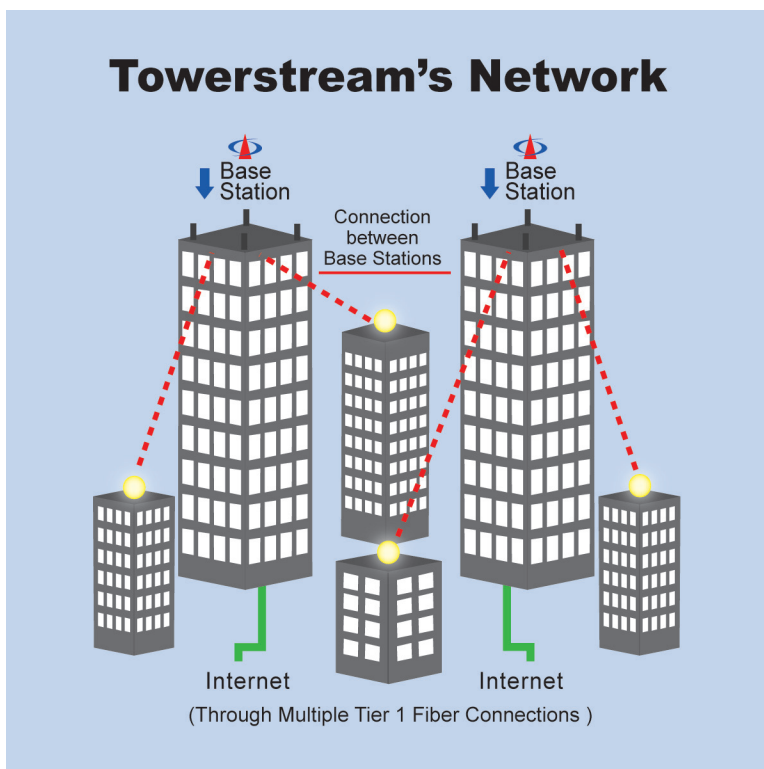 Towerstream's Network
Base
Station
Base
Station
Connection
between
Base Stations
Internet
Internet
(Through Multiple Tier 1 Fiber Connections )